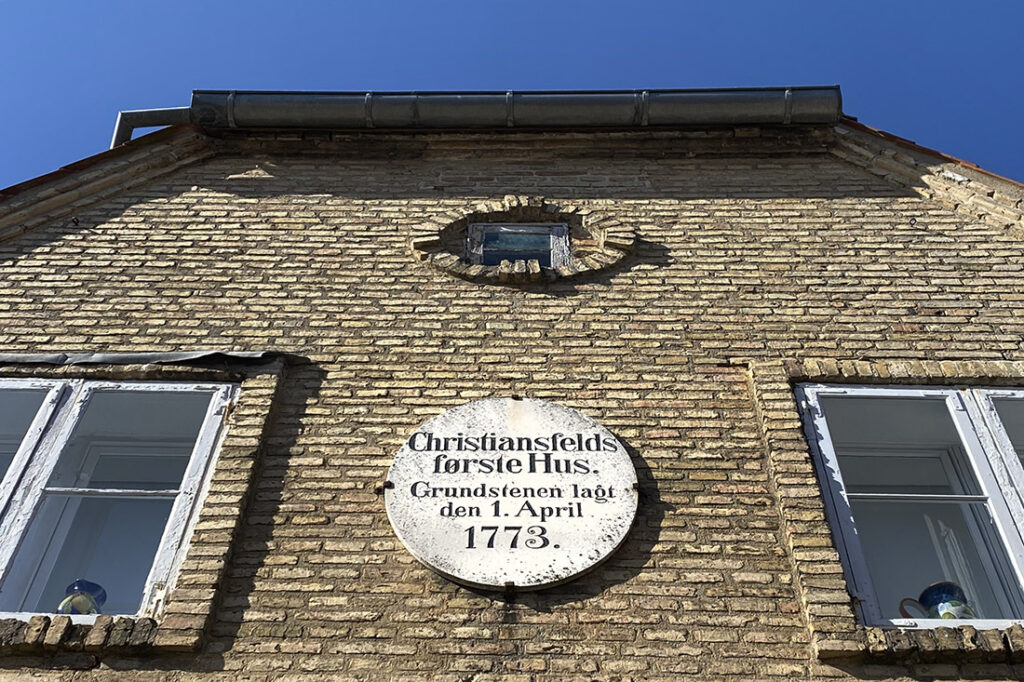 Christiansfelds
første Hus.
Grundstenen lagt
den 1. April
1773.